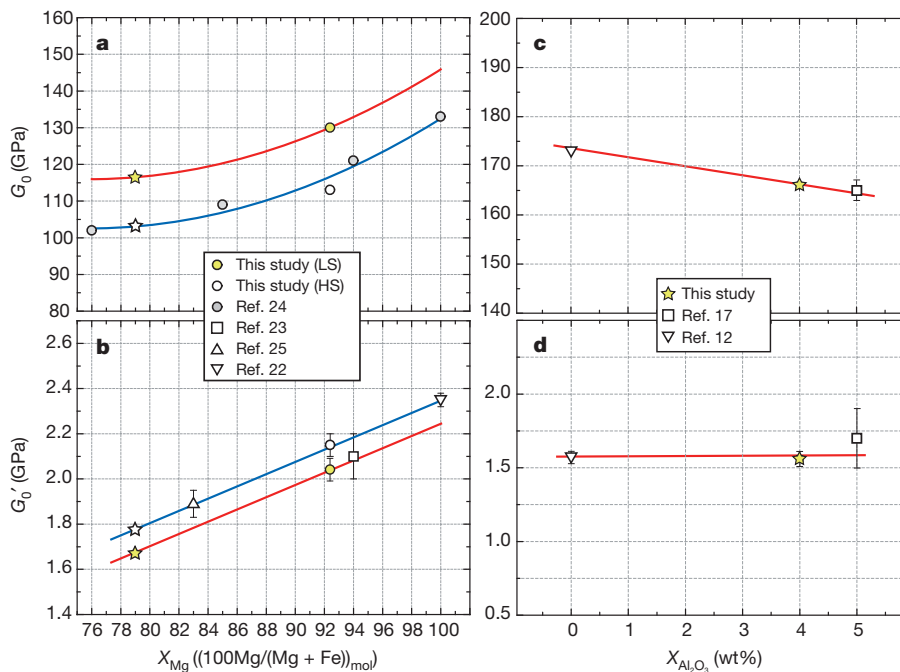 a
160
150
140
130
120
110
100
90
80
G₀ (GPa)
This study (LS)
This study (HS)
Ref. 24
Ref. 23
Ref. 25
Ref. 22
b
2.6
2.4
2.2
2.0
1.8
1.6
1.4
G₀′ (GPa)
76 78 80 82 84 86 88 90 92 94 96 98 100
X_Mg ((100Mg/(Mg + Fe))_mol)
c
200
190
180
170
160
150
140
This study
Ref. 17
Ref. 12
d
2.0
1.5
1.0
0.5
0 1 2 3 4 5
X_Al₂O₃ (wt%)